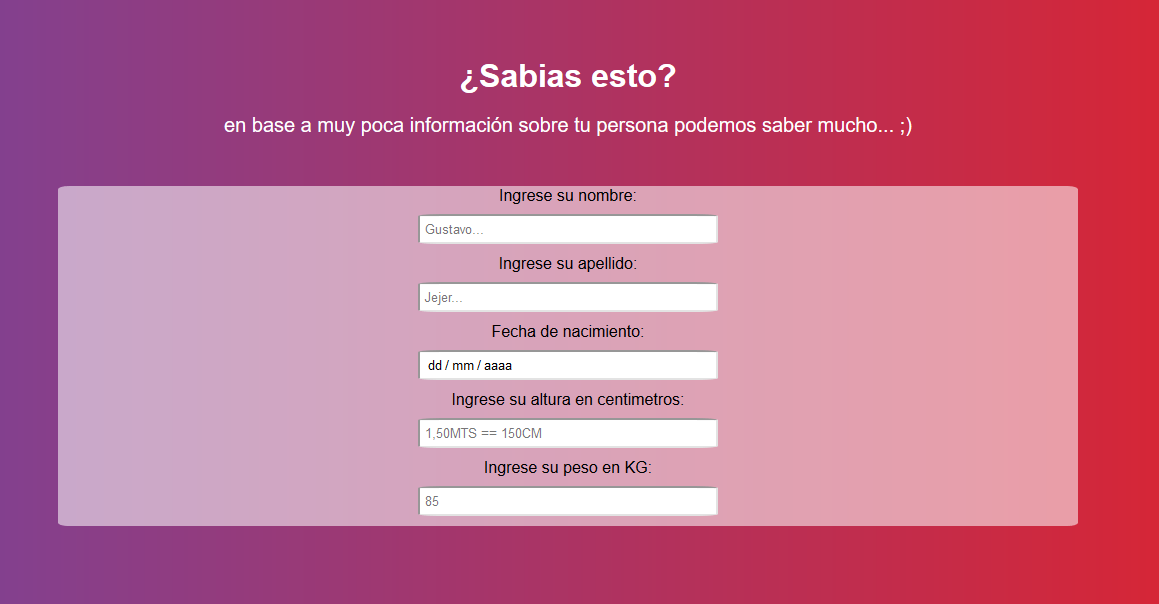 ¿Sabias esto?
en base a muy poca información sobre tu persona podemos saber mucho... ;)
Ingrese su nombre:
Gustavo...
Ingrese su apellido:
Jejer...
Fecha de nacimiento:
dd / mm / aaaa
Ingrese su altura en centimetros:
1,50MTS == 150CM
Ingrese su peso en KG:
85